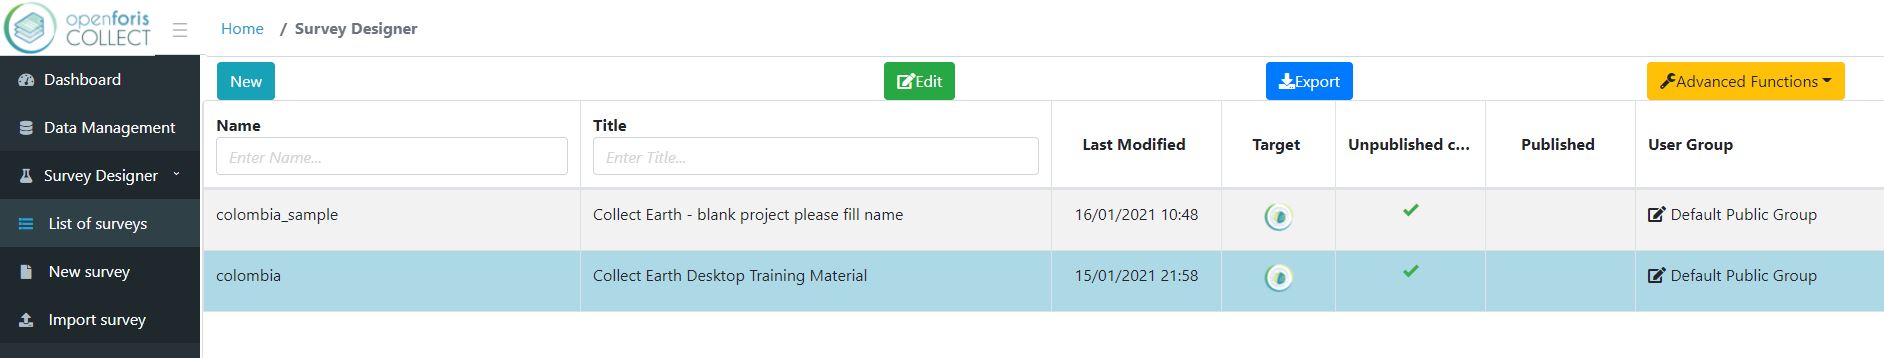 openforis
COLLECT
Home / Survey Designer
Dashboard
Data Management
Survey Designer
List of surveys
New survey
Import survey
New
Edit
Export
Advanced Functions
Name
Title
Last Modified
Target
Unpublished c...
Published
User Group
Enter Name...
Enter Title...
colombia_sample
Collect Earth - blank project please fill name
16/01/2021 10:48
Default Public Group
colombia
Collect Earth Desktop Training Material
15/01/2021 21:58
Default Public Group